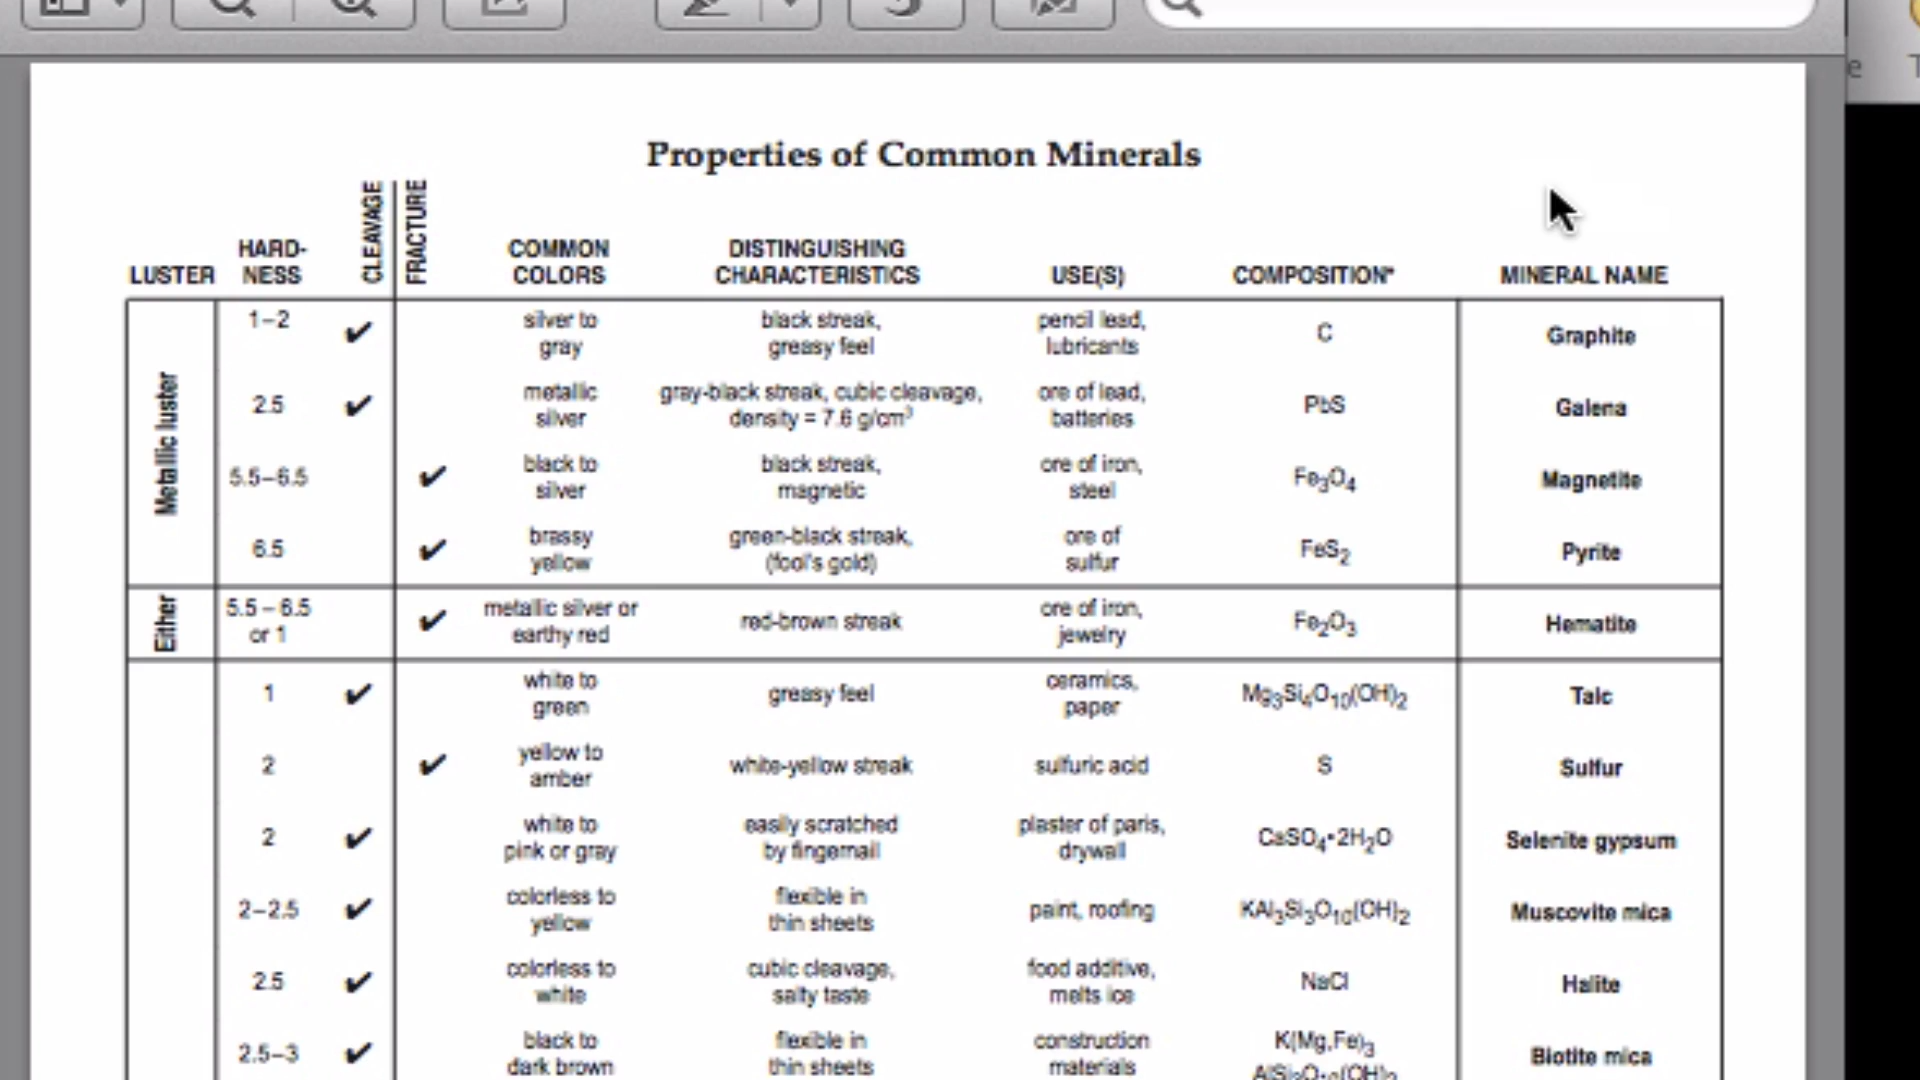 Properties of Common Minerals
LUSTER HARD- CLEAVAGE FRACTURE COMMON DISTINGUISHING USE(S) COMPOSITION* MINERAL NAME
NESS COLORS CHARACTERISTICS
Metallic luster
1–2 ✔ silver to black streak, pencil lead, C Graphite
gray greasy feel lubricants
2.5 ✔ metallic gray-black streak, cubic cleavage, ore of lead, PbS Galena
silver density = 7.6 g/cm³ batteries
5.5–6.5 ✔ black to black streak, ore of iron, Fe₃O₄ Magnetite
silver magnetic steel
6.5 ✔ brassy green-black streak, ore of FeS₂ Pyrite
yellow (fool's gold) sulfur
Either
5.5 – 6.5 ✔ metallic silver or red-brown streak ore of iron, Fe₂O₃ Hematite
or 1 earthy red jewelry
1 ✔ white to greasy feel ceramics, Mg₃Si₄O₁₀(OH)₂ Talc
green paper
2 ✔ yellow to white-yellow streak sulfuric acid S Sulfur
amber
2 ✔ white to easily scratched plaster of paris, CaSO₄•2H₂O Selenite gypsum
pink or gray by fingernail drywall
2–2.5 ✔ colorless to flexible in paint, roofing KAl₃Si₃O₁₀(OH)₂ Muscovite mica
yellow thin sheets
2.5 ✔ colorless to cubic cleavage, food additive, NaCl Halite
white salty taste melts ice
2.5–3 ✔ black to flexible in construction K(Mg,Fe)₃ Biotite mica
dark brown thin sheets materials